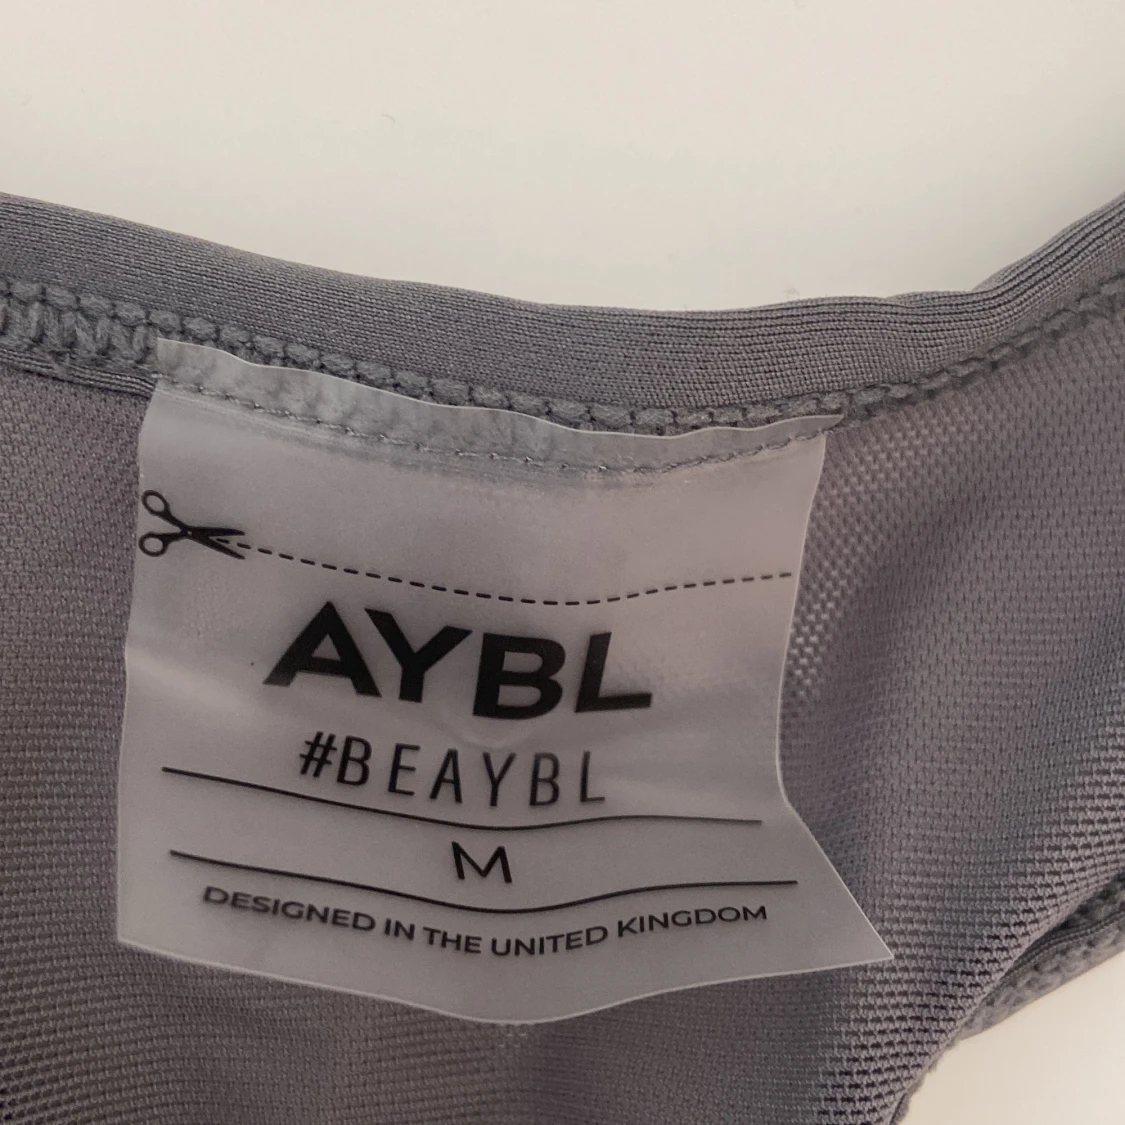 AYBL
#BEAYBL
M
DESIGNED IN THE UNITED KINGDOM